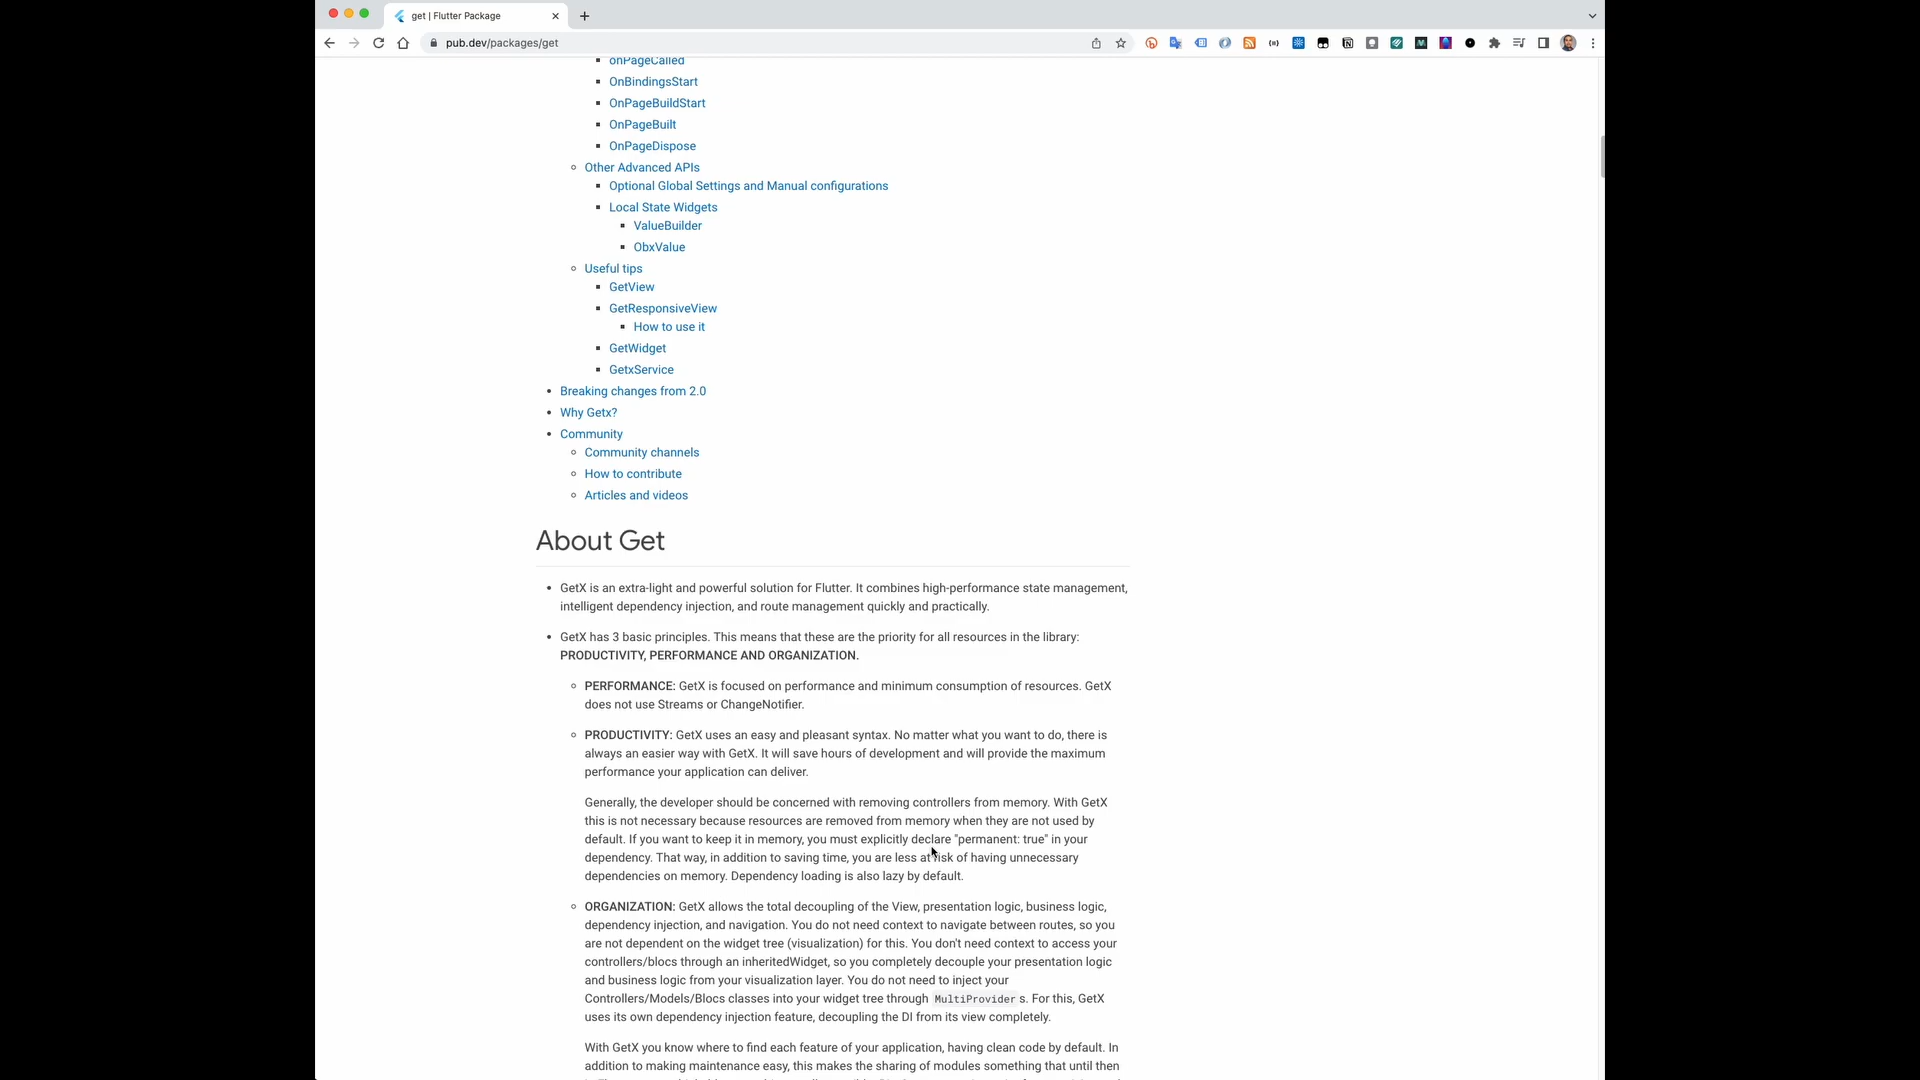 get | Flutter Package
pub.dev/packages/get
onPageCalled
OnBindingsStart
OnPageBuildStart
OnPageBuilt
OnPageDispose
Other Advanced APIs
Optional Global Settings and Manual configurations
Local State Widgets
ValueBuilder
ObxValue
Useful tips
GetView
GetResponsiveView
How to use it
GetWidget
GetxService
Breaking changes from 2.0
Why Getx?
Community
Community channels
How to contribute
Articles and videos
About Get
GetX is an extra-light and powerful solution for Flutter. It combines high-performance state management,
intelligent dependency injection, and route management quickly and practically.
GetX has 3 basic principles. This means that these are the priority for all resources in the library:
PRODUCTIVITY, PERFORMANCE AND ORGANIZATION.
PERFORMANCE: GetX is focused on performance and minimum consumption of resources. GetX
does not use Streams or ChangeNotifier.
PRODUCTIVITY: GetX uses an easy and pleasant syntax. No matter what you want to do, there is
always an easier way with GetX. It will save hours of development and will provide the maximum
performance your application can deliver.
Generally, the developer should be concerned with removing controllers from memory. With GetX
this is not necessary because resources are removed from memory when they are not used by
default. If you want to keep it in memory, you must explicitly declare "permanent: true" in your
dependency. That way, in addition to saving time, you are less at risk of having unnecessary
dependencies on memory. Dependency loading is also lazy by default.
ORGANIZATION: GetX allows the total decoupling of the View, presentation logic, business logic,
dependency injection, and navigation. You do not need context to navigate between routes, so you
are not dependent on the widget tree (visualization) for this. You don't need context to access your
controllers/blocs through an inheritedWidget, so you completely decouple your presentation logic
and business logic from your visualization layer. You do not need to inject your
Controllers/Models/Blocs classes into your widget tree through MultiProvider s. For this, GetX
uses its own dependency injection feature, decoupling the DI from its view completely.
With GetX you know where to find each feature of your application, having clean code by default. In
addition to making maintenance easy, this makes the sharing of modules something that until then